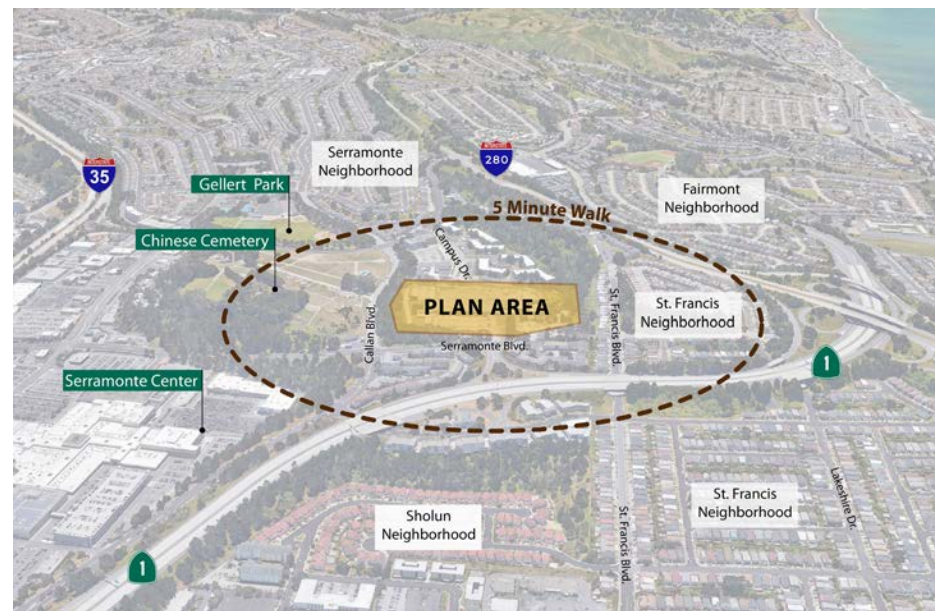 INTERSTATE
280
INTERSTATE
35
Serramonte
Neighborhood
Gellert Park
Fairmont
Neighborhood
5 Minute Walk
Chinese Cemetery
Campus Dr.
PLAN AREA
St. Francis Blvd.
St. Francis
Neighborhood
Callan Blvd.
Serramonte Blvd.
1
Serramonte Center
Lakeshire Dr.
St. Francis
Neighborhood
Sholun
Neighborhood
St. Francis Blvd.
1